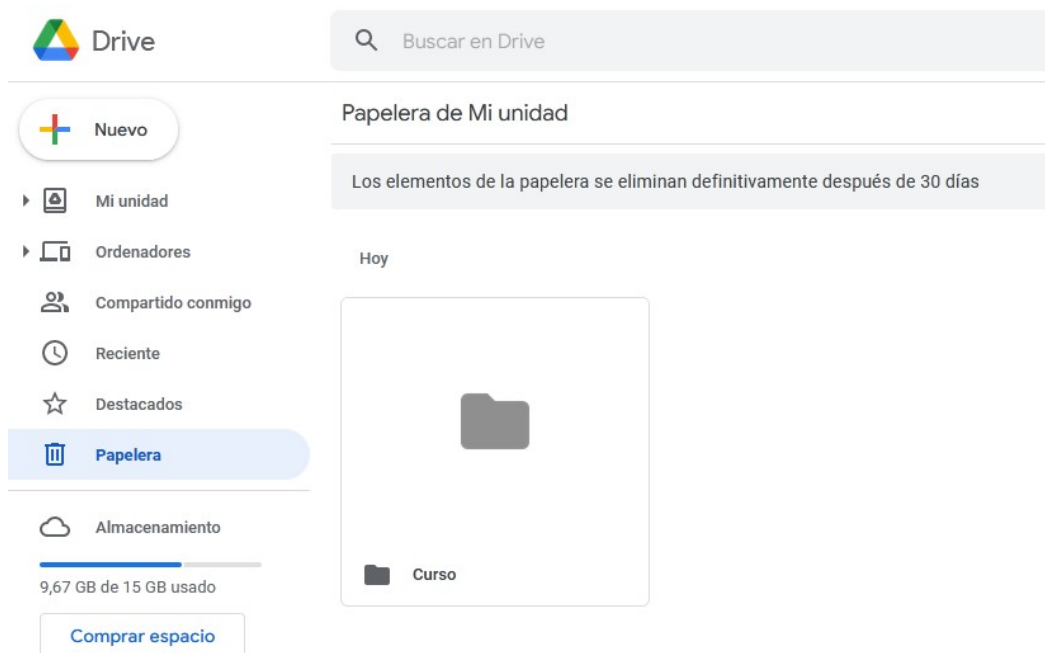 Drive
Buscar en Drive
Nuevo
Mi unidad
Ordenadores
Compartido conmigo
Reciente
Destacados
Papelera
Almacenamiento
9,67 GB de 15 GB usado
Comprar espacio
Papelera de Mi unidad
Los elementos de la papelera se eliminan definitivamente después de 30 días
Hoy
Curso